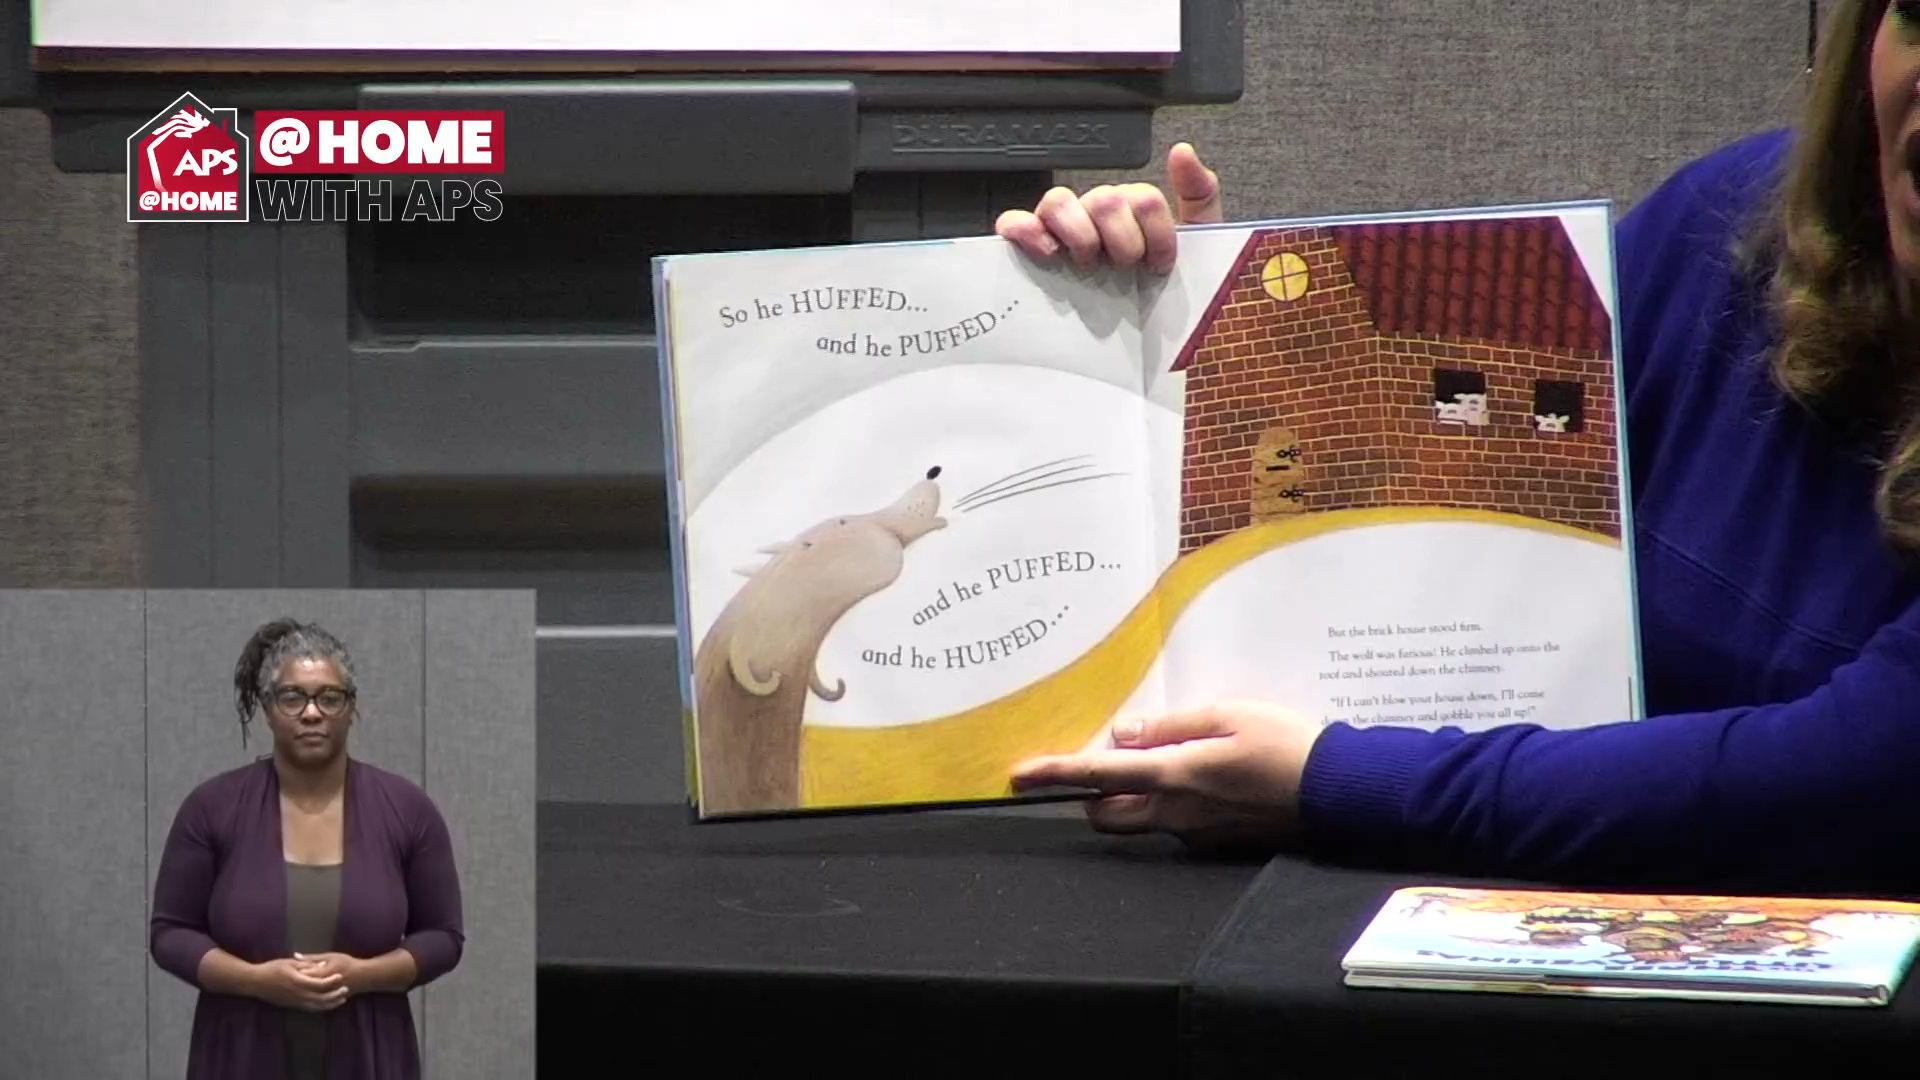 DURAMAX
APS
@HOME
@HOME
WITH APS
So he HUFFED...
and he PUFFED...
and he PUFFED...
and he HUFFED...
But the brick house stood firm.
The wolf was furious! He climbed up onto the
roof and shouted down the chimney.
"If I can't blow your house down, I'll come
the chimney and gobble you all up!"